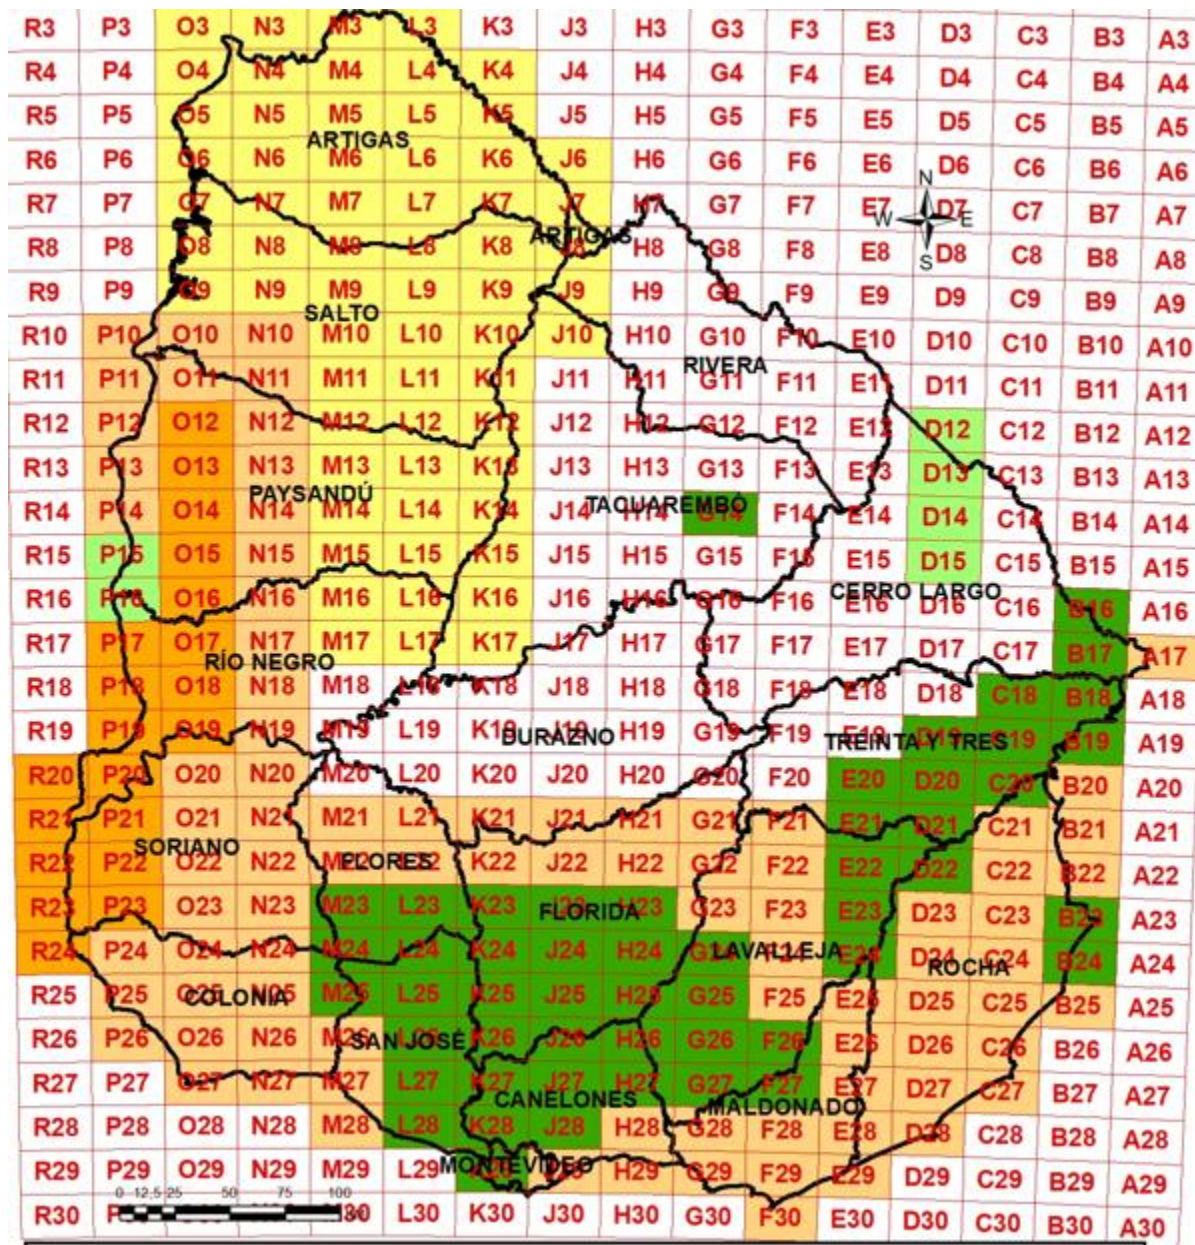 R3 P3 O3 N3 M3 L3 K3 J3 H3 G3 F3 E3 D3 C3 B3 A3
R4 P4 O4 N4 M4 L4 K4 J4 H4 G4 F4 E4 D4 C4 B4 A4
R5 P5 O5 N5 M5 L5 K5 J5 H5 G5 F5 E5 D5 C5 B5 A5
ARTIGAS
R6 P6 O6 N6 M6 L6 K6 J6 H6 G6 F6 E6 D6 C6 B6 A6
N
R7 P7 O7 N7 M7 L7 K7 J7 H7 G7 F7 E7 D7 C7 B7 A7
W E
ARTIGAS
R8 P8 O8 N8 M8 L8 K8 J8 H8 G8 F8 E8 D8 C8 B8 A8
S
R9 P9 O9 N9 M9 L9 K9 J9 H9 G9 F9 E9 D9 C9 B9 A9
SALTO
R10 P10 O10 N10 M10 L10 K10 J10 H10 G10 F10 E10 D10 C10 B10 A10
RIVERA
R11 P11 O11 N11 M11 L11 K11 J11 H11 G11 F11 E11 D11 C11 B11 A11
R12 P12 O12 N12 M12 L12 K12 J12 H12 G12 F12 E12 D12 C12 B12 A12
R13 P13 O13 N13 M13 L13 K13 J13 H13 G13 F13 E13 D13 C13 B13 A13
PAYSANDÚ
TACUAREMBÓ
R14 P14 O14 N14 M14 L14 K14 J14 H14 G14 F14 E14 D14 C14 B14 A14
R15 P15 O15 N15 M15 L15 K15 J15 H15 G15 F15 E15 D15 C15 B15 A15
CERRO LARGO
R16 P16 O16 N16 M16 L16 K16 J16 H16 G16 F16 E16 D16 C16 B16 A16
R17 P17 O17 N17 M17 L17 K17 J17 H17 G17 F17 E17 D17 C17 B17 A17
RÍO NEGRO
R18 P18 O18 N18 M18 L18 K18 J18 H18 G18 F18 E18 D18 C18 B18 A18
R19 P19 O19 N19 M19 L19 K19 J19 H19 G19 F19 E19 D19 C19 B19 A19
DURAZNO
TREINTA Y TRES
R20 P20 O20 N20 M20 L20 K20 J20 H20 G20 F20 E20 D20 C20 B20 A20
R21 P21 O21 N21 M21 L21 K21 J21 H21 G21 F21 E21 D21 C21 B21 A21
SORIANO
FLORES
R22 P22 O22 N22 M22 L22 K22 J22 H22 G22 F22 E22 D22 C22 B22 A22
R23 P23 O23 N23 M23 L23 K23 J23 H23 G23 F23 E23 D23 C23 B23 A23
FLORIDA
R24 P24 O24 N24 M24 L24 K24 J24 H24 G24 F24 E24 D24 C24 B24 A24
LAVALLEJA
ROCHA
R25 P25 O25 N25 M25 L25 K25 J25 H25 G25 F25 E25 D25 C25 B25 A25
COLONIA
R26 P26 O26 N26 M26 L26 K26 J26 H26 G26 F26 E26 D26 C26 B26 A26
SAN JOSÉ
R27 P27 O27 N27 M27 L27 K27 J27 H27 G27 F27 E27 D27 C27 B27 A27
CANELONES
MALDONADO
R28 P28 O28 N28 M28 L28 K28 J28 H28 G28 F28 E28 D28 C28 B28 A28
MONTEVIDEO
R29 P29 O29 N29 M29 L29 H29 G29 F29 E29 D29 C29 B29 A29
0 12,5 25 50 75 100
R30 L30 K30 J30 H30 G30 F30 E30 D30 C30 B30 A30